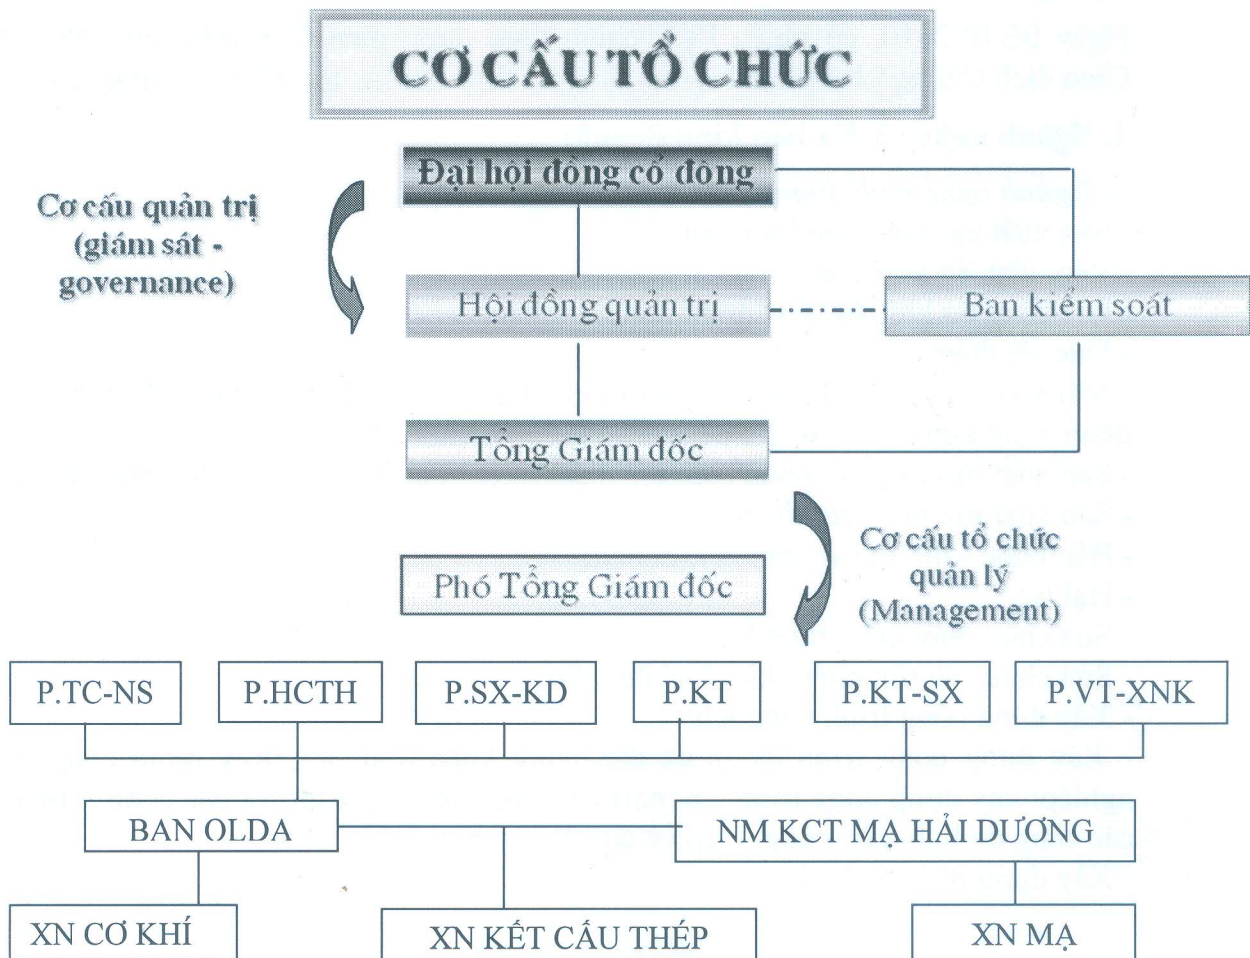 CƠ CẤU TỔ CHỨC
Đại hội đồng cổ đông
Cơ cấu quản trị
(giám sát -
governance)
Hội đồng quản trị
Ban kiểm soát
Tổng Giám đốc
Cơ cấu tổ chức
quản lý
(Management)
Phó Tổng Giám đốc
P.TC-NS
P.HCTH
P.SX-KD
P.KT
P.KT-SX
P.VT-XNK
BAN OLDA
NM KCT MẠ HẢI DƯƠNG
XN CƠ KHÍ
XN KẾT CẤU THÉP
XN MẠ